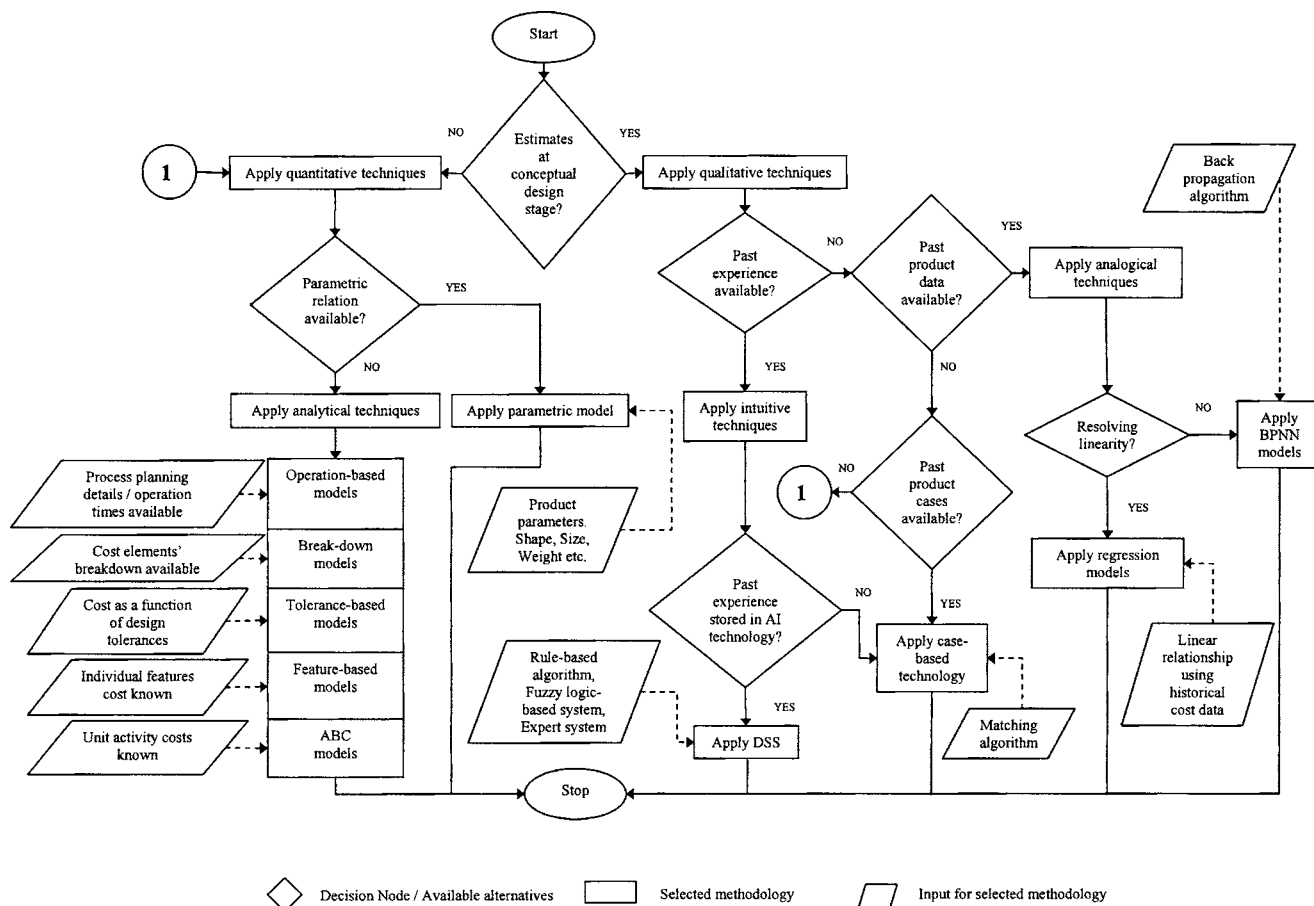 Start
Estimates
at
conceptual
design
stage?
NO
YES
1
Apply quantitative techniques
Apply qualitative techniques
Back
propagation
algorithm
Parametric
relation
available?
YES
NO
Past
experience
available?
NO
YES
Past
product
data
available?
YES
NO
Apply analogical
techniques
Apply analytical techniques
Apply parametric model
Apply intuitive
techniques
Resolving
linearity?
NO
YES
Apply
BPNN
models
Process planning
details / operation
times available
Operation-based
models
Cost elements'
breakdown available
Break-down
models
Cost as a function
of design
tolerances
Tolerance-based
models
Individual features
cost known
Feature-based
models
Unit activity costs
known
ABC
models
Product
parameters.
Shape, Size,
Weight etc.
1
NO
Past
product
cases
available?
YES
Apply regression
models
Past
experience
stored in AI
technology?
NO
YES
Apply case-
based
technology
Linear
relationship
using
historical
cost data
Rule-based
algorithm,
Fuzzy logic-
based system,
Expert system
Apply DSS
Matching
algorithm
Stop
Decision Node / Available alternatives
Selected methodology
Input for selected methodology